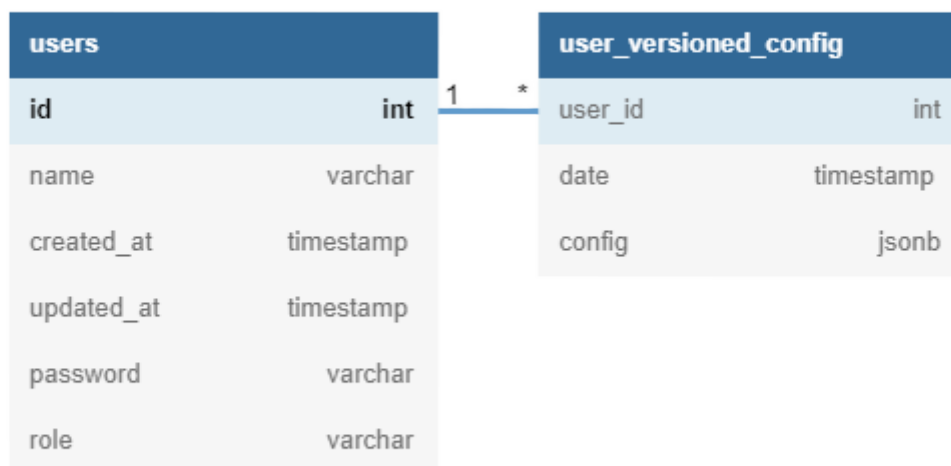 users
id int
name varchar
created_at timestamp
updated_at timestamp
password varchar
role varchar
1 *
user_versioned_config
user_id int
date timestamp
config jsonb